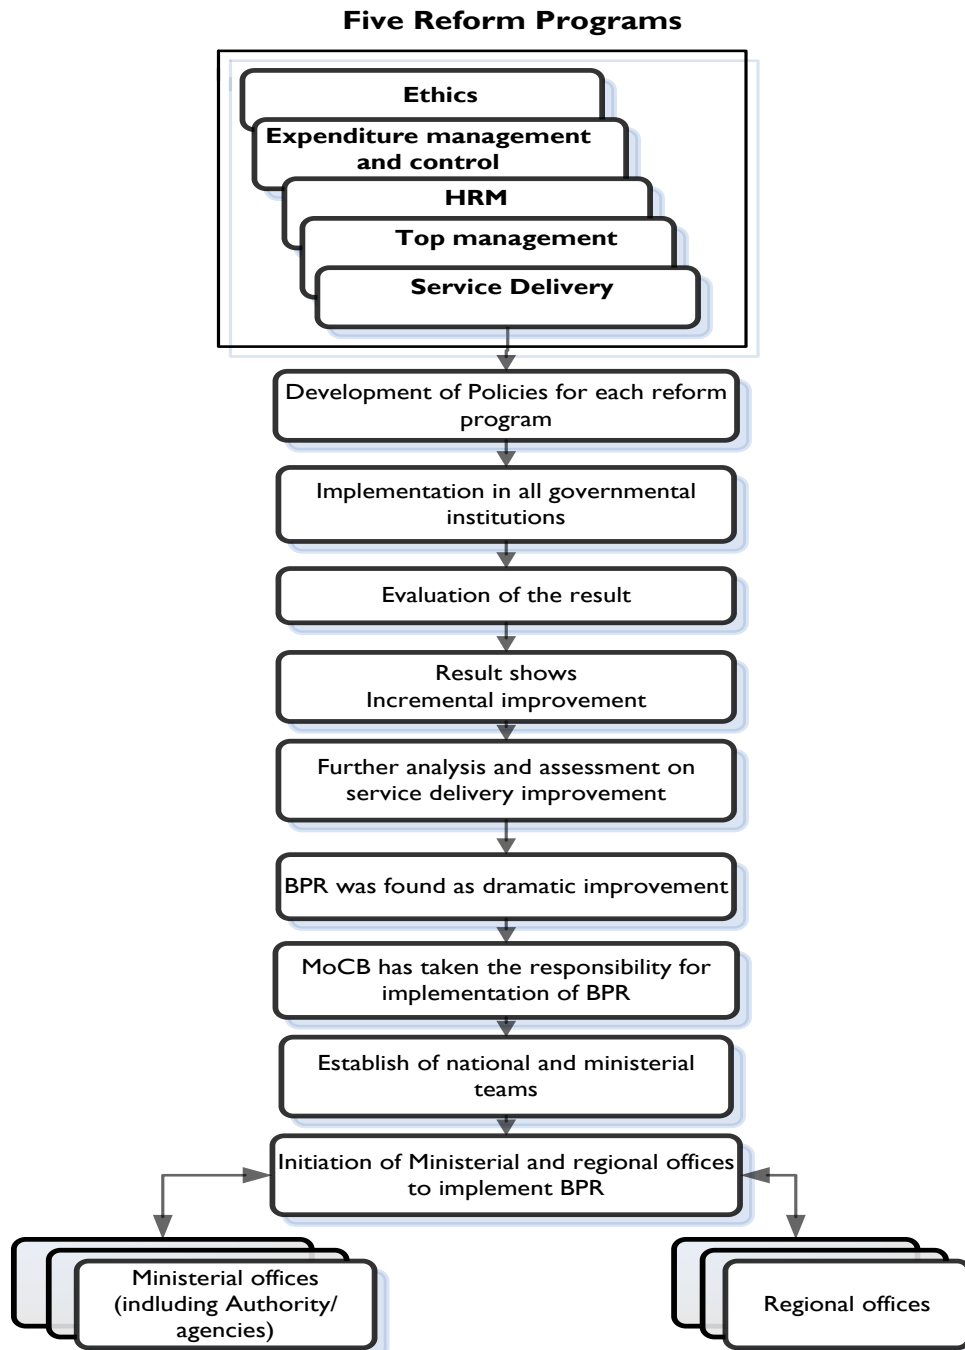 Five Reform Programs
Ethics
Expenditure management
and control
HRM
Top management
Service Delivery
Development of Policies for each reform
program
Implementation in all governmental
institutions
Evaluation of the result
Result shows
Incremental improvement
Further analysis and assessment on
service delivery improvement
BPR was found as dramatic improvement
MoCB has taken the responsibility for
implementation of BPR
Establish of national and ministerial
teams
Initiation of Ministerial and regional offices
to implement BPR
Ministerial offices
(indluding Authority/
agencies)
Regional offices